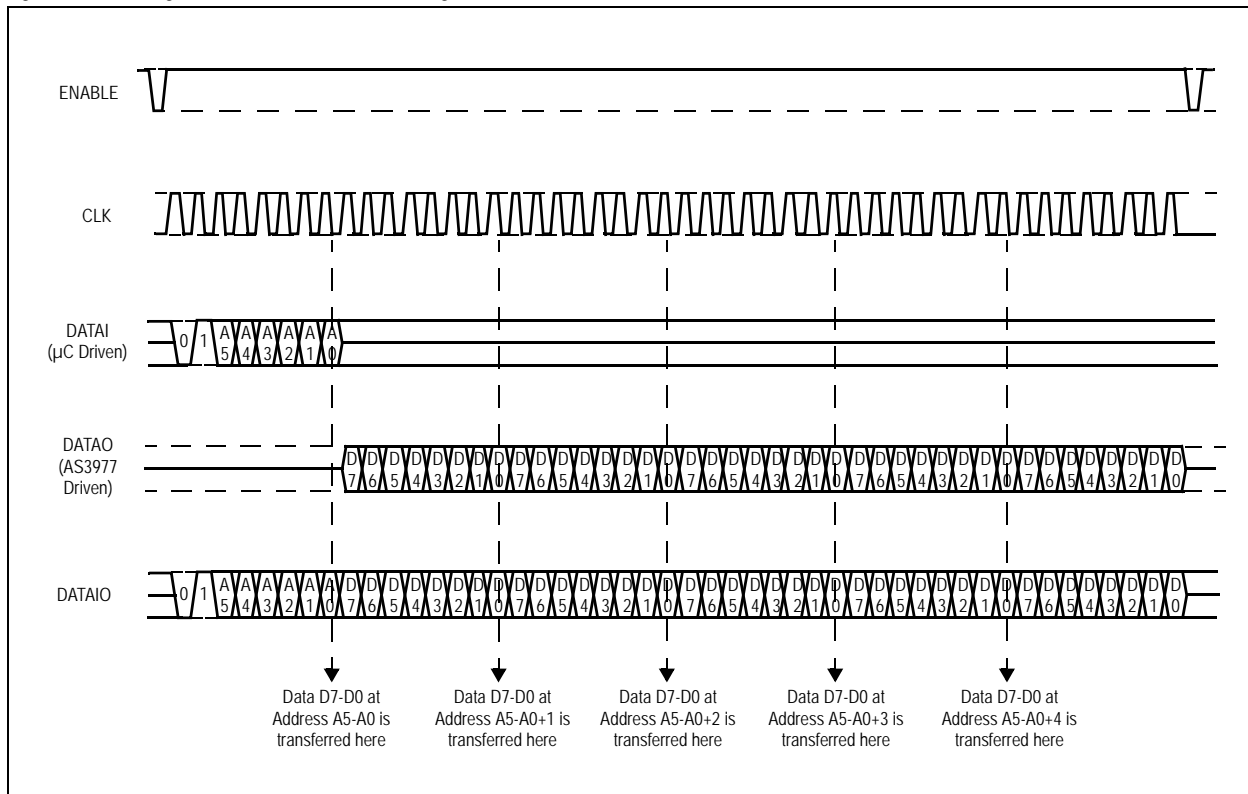 ENABLE
CLK
DATAI
(µC Driven)
0 1 A5 A4 A3 A2 A1 A0
DATAO
(AS3977
Driven)
D7 D6 D5 D4 D3 D2 D1 D0 D7 D6 D5 D4 D3 D2 D1 D0 D7 D6 D5 D4 D3 D2 D1 D0 D7 D6 D5 D4 D3 D2 D1 D0 D7 D6 D5 D4 D3 D2 D1 D0
DATAIO
0 1 A5 A4 A3 A2 A1 A0 D7 D6 D5 D4 D3 D2 D1 D0 D7 D6 D5 D4 D3 D2 D1 D0 D7 D6 D5 D4 D3 D2 D1 D0 D7 D6 D5 D4 D3 D2 D1 D0 D7 D6 D5 D4 D3 D2 D1 D0
Data D7-D0 at
Address A5-A0 is
transferred here
Data D7-D0 at
Address A5-A0+1 is
transferred here
Data D7-D0 at
Address A5-A0+2 is
transferred here
Data D7-D0 at
Address A5-A0+3 is
transferred here
Data D7-D0 at
Address A5-A0+4 is
transferred here